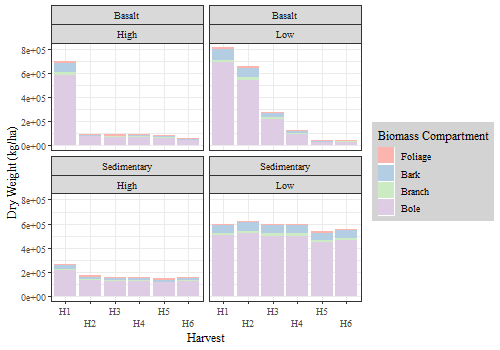 Basalt
Basalt
High
Low
8e+05
6e+05
4e+05
2e+05
0e+00
Sedimentary
Sedimentary
High
Low
8e+05
6e+05
4e+05
2e+05
0e+00
H1
H2
H3
H4
H5
H6
H1
H2
H3
H4
H5
H6
Harvest
Dry Weight (kg/ha)
Biomass Compartment
Foliage
Bark
Branch
Bole